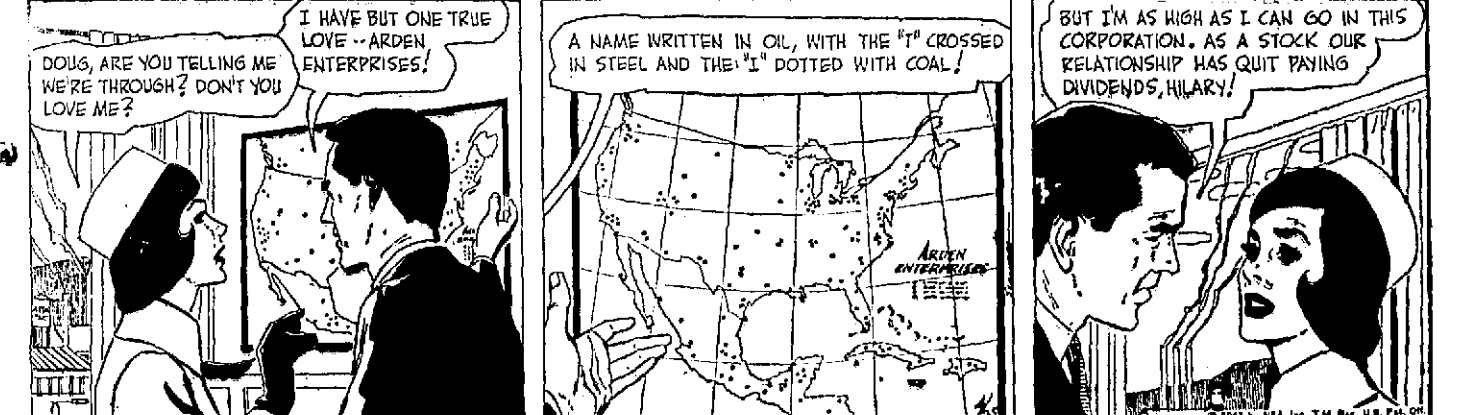 DOUG, ARE YOU TELLING ME
WE'RE THROUGH? DON'T YOU
LOVE ME?
I HAVE BUT ONE TRUE
LOVE -- ARDEN
ENTERPRISES!
A NAME WRITTEN IN OIL, WITH THE "T" CROSSED
IN STEEL AND THE "I" DOTTED WITH COAL!
ARDEN
ENTERPRISES
BUT I'M AS HIGH AS I CAN GO IN THIS
CORPORATION. AS A STOCK OUR
RELATIONSHIP HAS QUIT PAYING
DIVIDENDS, HILARY!